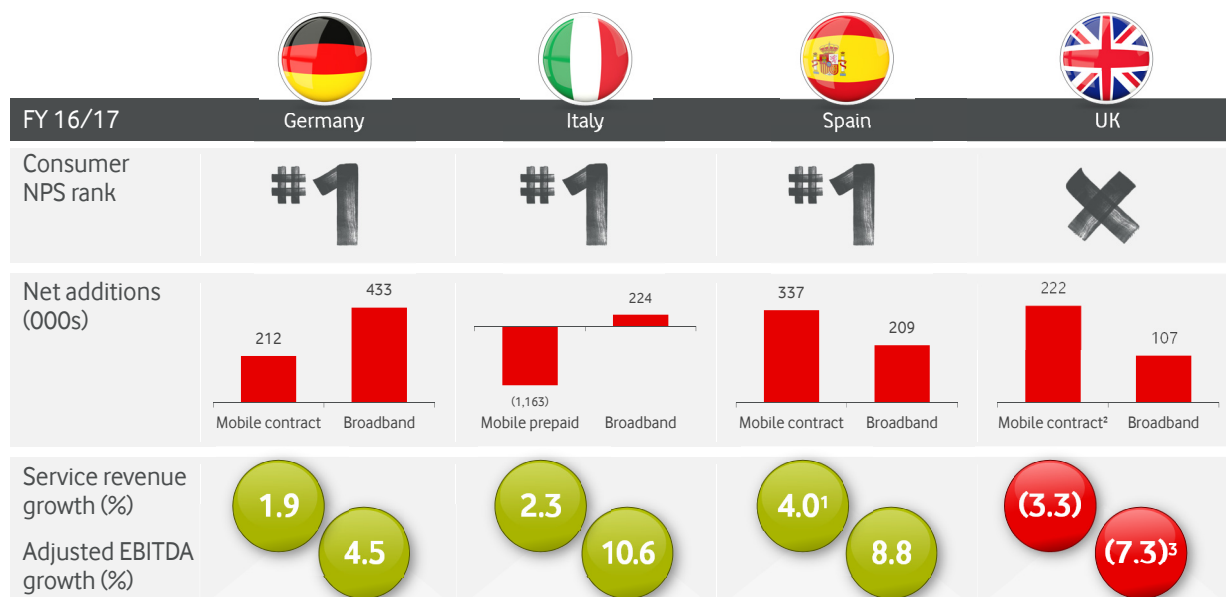 FY 16/17
Germany
Italy
Spain
UK
Consumer
NPS rank
#1
#1
#1
Net additions
(000s)
212
433
Mobile contract
Broadband
224
(1,163)
Mobile prepaid
Broadband
337
209
Mobile contract
Broadband
222
107
Mobile contract²
Broadband
Service revenue
growth (%)
1.9
2.3
4.0¹
(3.3)
Adjusted EBITDA
growth (%)
4.5
10.6
8.8
(7.3)³